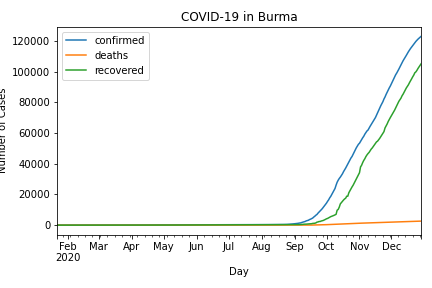 COVID-19 in Burma
confirmed
deaths
recovered
120000
100000
80000
60000
40000
20000
0
Number of Cases
Feb Mar Apr May Jun Jul Aug Sep Oct Nov Dec
2020
Day